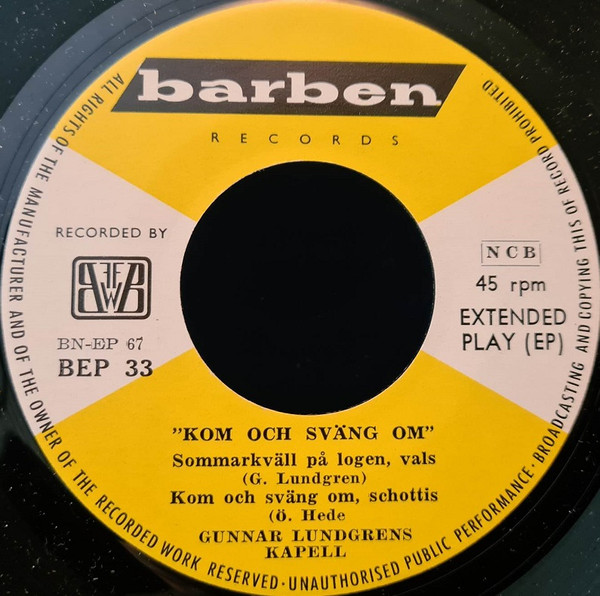 barben
RECORDS
ALL RIGHTS OF THE MANUFACTURER AND OF THE OWNER OF THE RECORDED WORK RESERVED · UNAUTHORISED PUBLIC PERFORMANCE · BROADCASTING AND COPYING THIS OF RECORD PROHIBITED
RECORDED BY
BN-EP 67
BEP 33
NCB
45 rpm
EXTENDED
PLAY (EP)
"KOM OCH SVÄNG OM"
Sommarkväll på logen, vals
(G. Lundgren)
Kom och sväng om, schottis
(Ö. Hede
GUNNAR LUNDGRENS
KAPELL